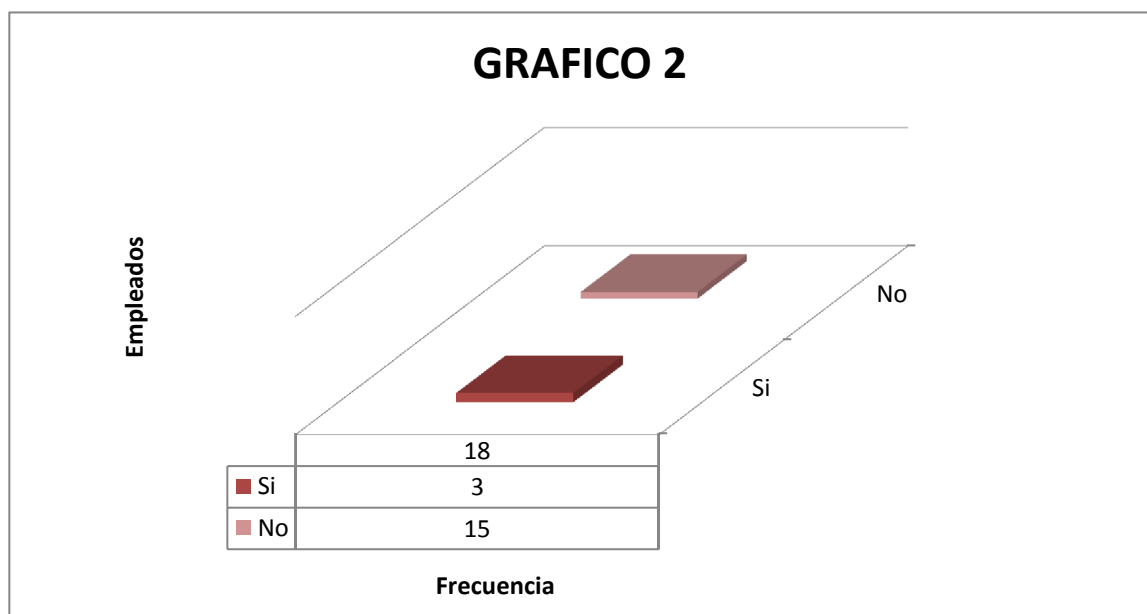 GRAFICO 2
Empleados
No
Si
18
Si 3
No 15
Frecuencia